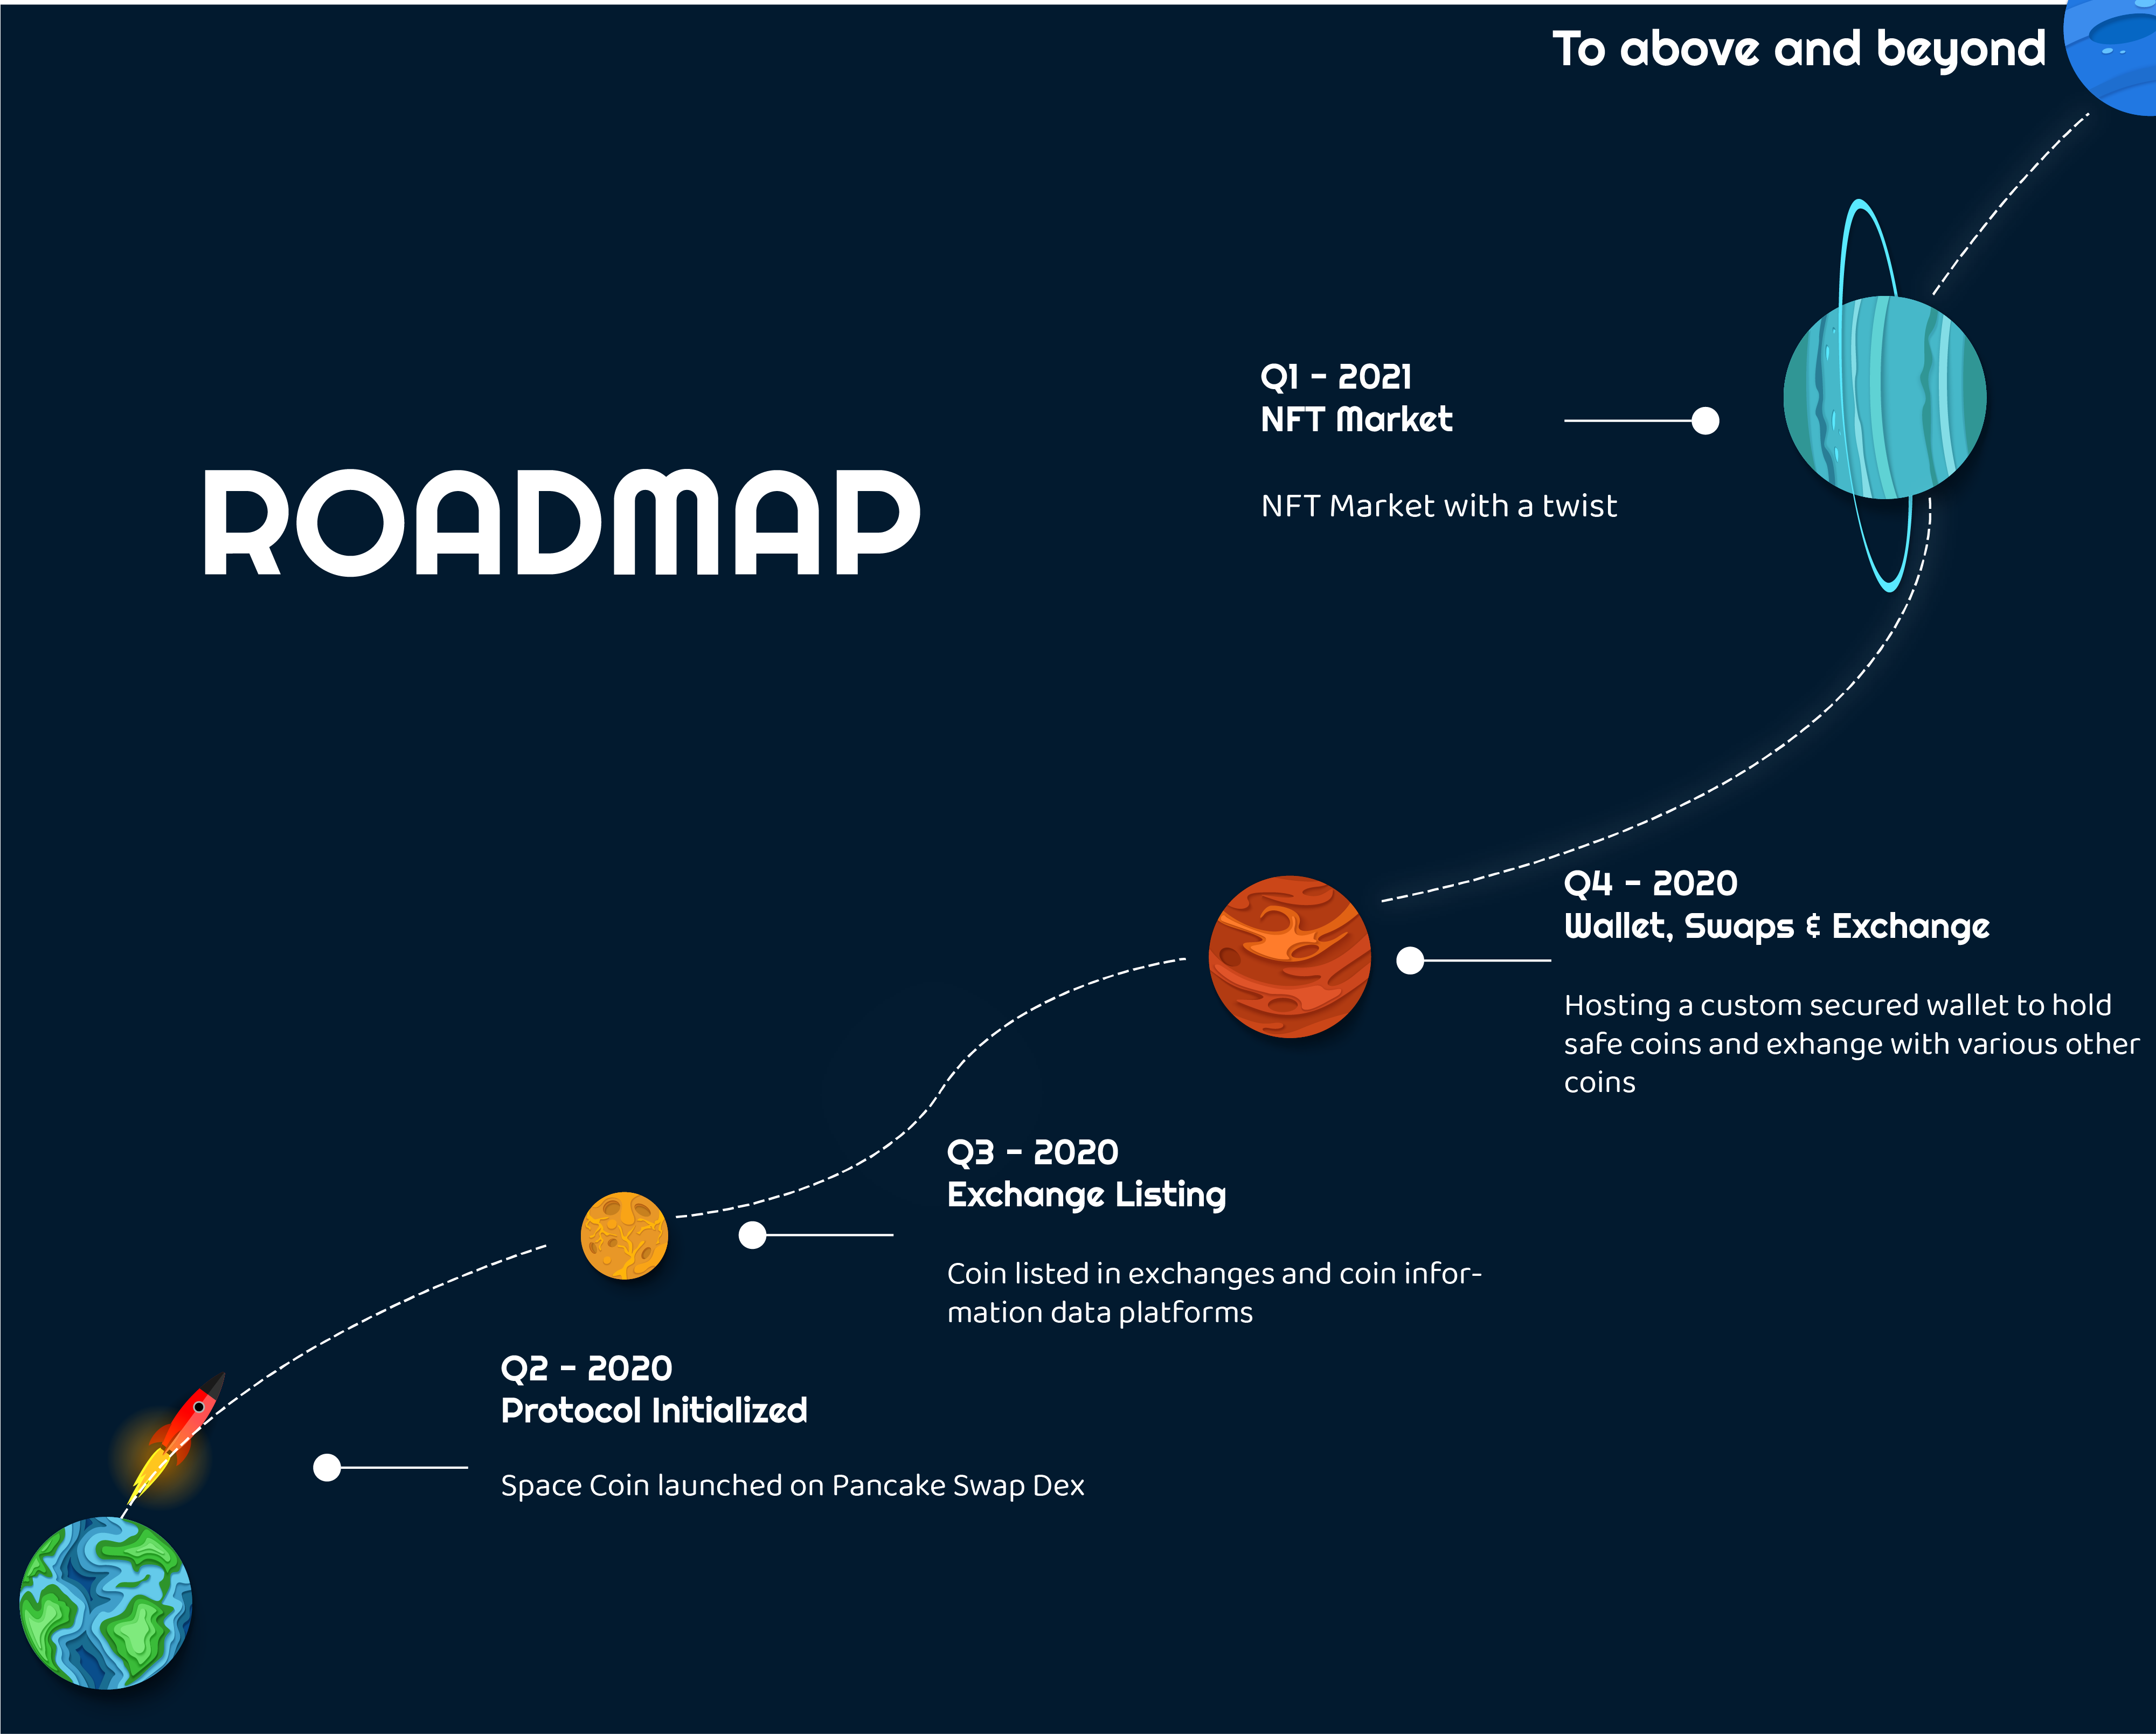 To above and beyond
Q1 - 2021
NFT Market
NFT Market with a twist
ROADMAP
Q4 - 2020
Wallet, Swaps & Exchange
Hosting a custom secured wallet to hold
safe coins and exhange with various other
coins
Q3 - 2020
Exchange Listing
Coin listed in exchanges and coin infor-
mation data platforms
Q2 - 2020
Protocol Initialized
Space Coin launched on Pancake Swap Dex